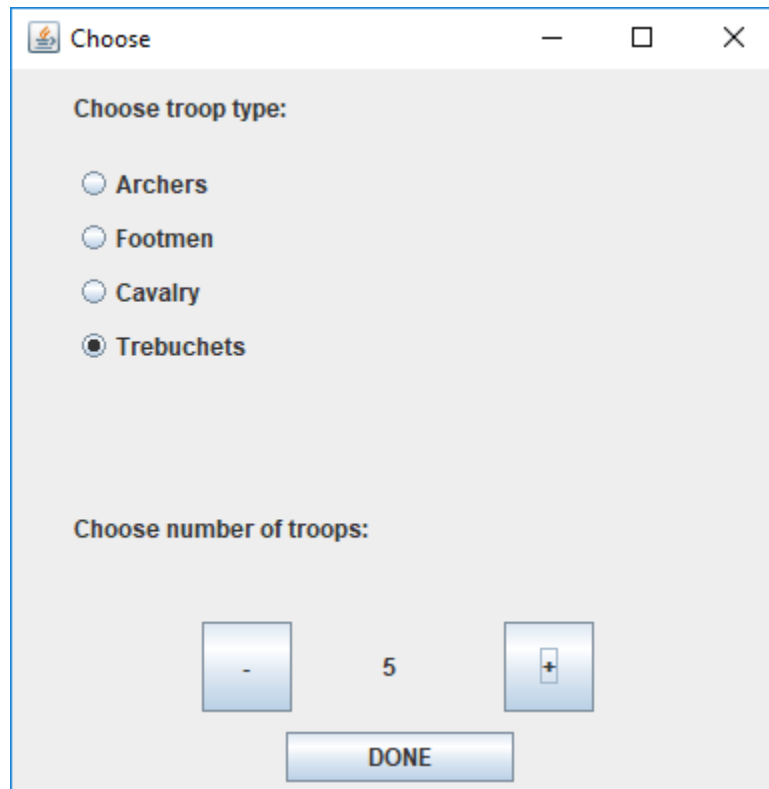 Choose
Choose troop type:
Archers
Footmen
Cavalry
Trebuchets
Choose number of troops:
- 5 +
DONE